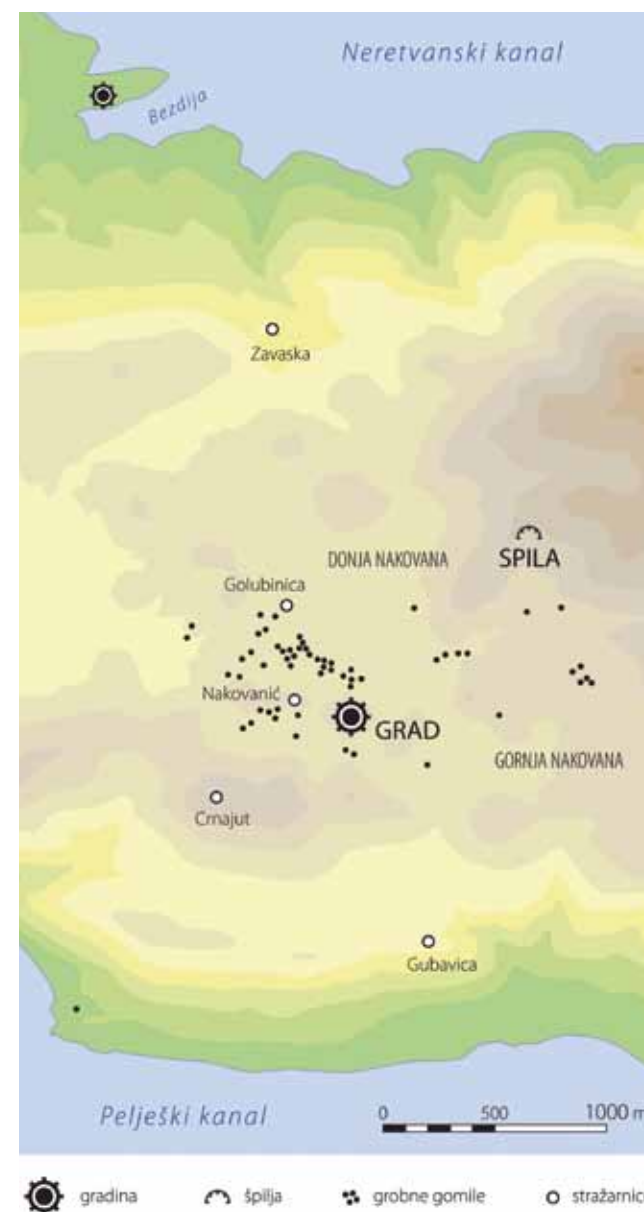 Neretvanski kanal
Bezdija
Zavaska
DONJA NAKOVANA
SPILA
Golubinica
Nakovanić
GRAD
GORNJA NAKOVANA
Crnajut
Gubavica
Pelješki kanal
0 500 1000 m
gradina špilja grobne gomile stražarnic